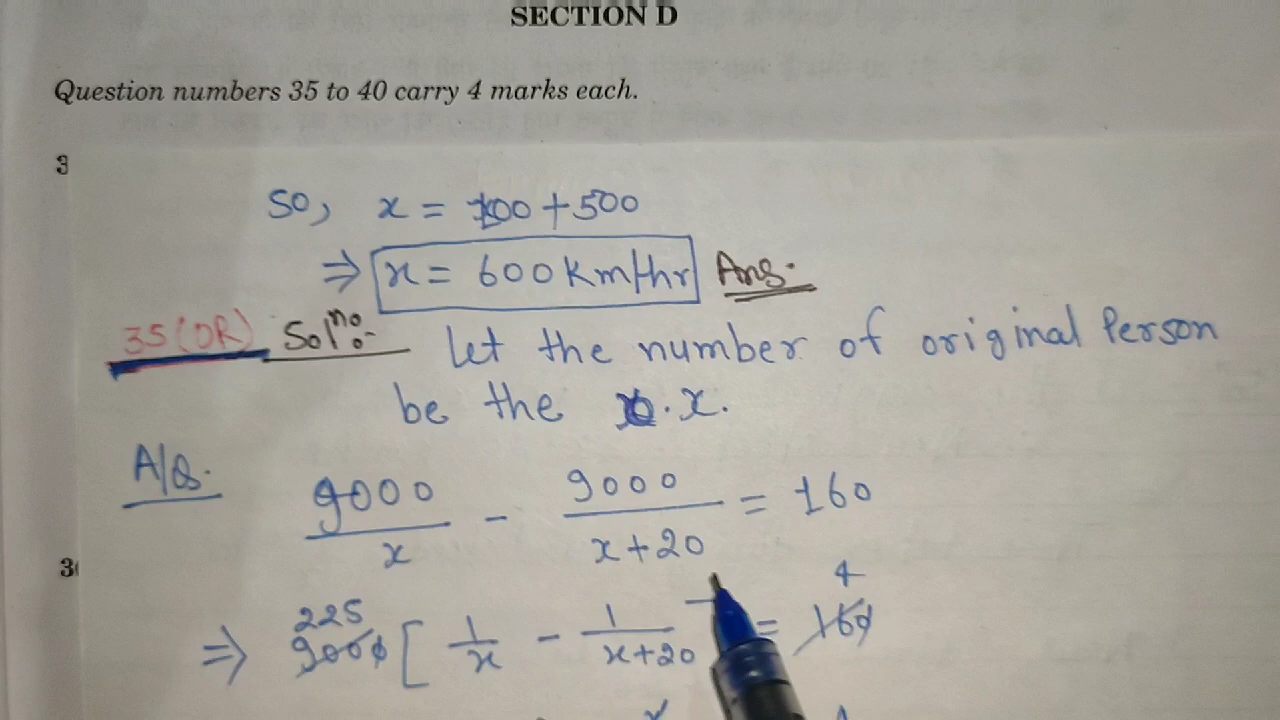 SECTION D
Question numbers 35 to 40 carry 4 marks each.
3
So, x = 100 + 500
⇒ x = 600 Km/hr Ans.
35(OR) Sol no:- Let the number of original Person
be the x.
A/Q. 9000/x - 9000/x+20 = 160
3
⇒ 225 9000 [ 1/x - 1/x+20 = 160 4